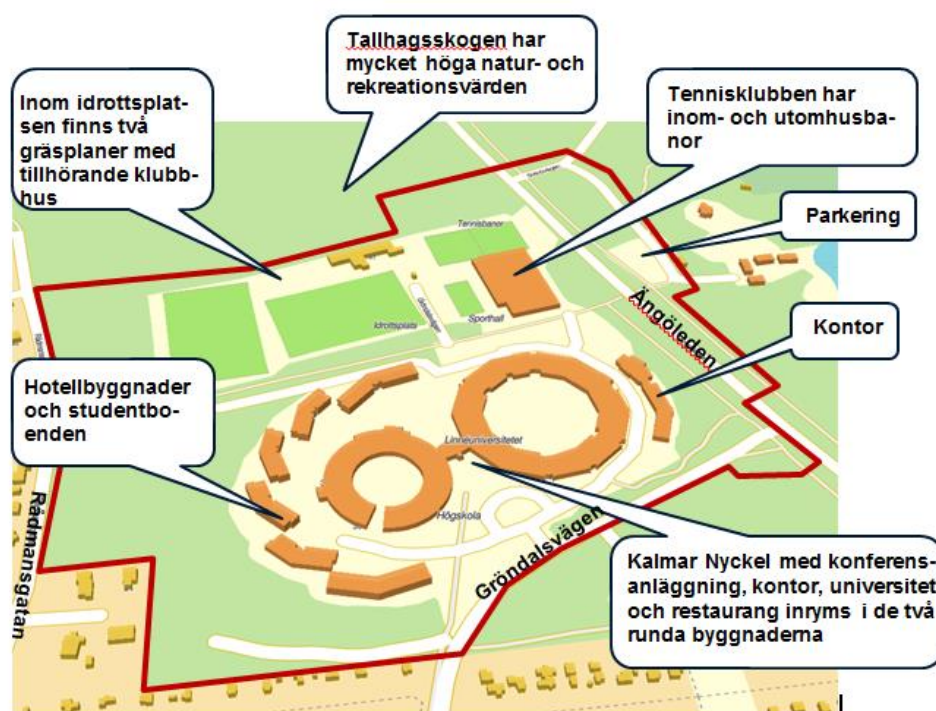 Tallhagsskogen har
mycket höga natur- och
rekreationsvärden
Inom idrottsplat-
sen finns två
gräsplaner med
tillhörande klubb-
hus
Tennisklubben har
inom- och utomhusba-
nor
Parkering
Tennisbanor
Ängöleden
Idrottsplats
Sporthall
Kontor
Hotellbyggnader
och studentbo-
enden
Linneuniversitetet
Högskola
Rådmansgatan
Gröndalsvägen
Kalmar Nyckel med konferens-
anläggning, kontor, universitet
och restaurang inryms i de två
runda byggnaderna